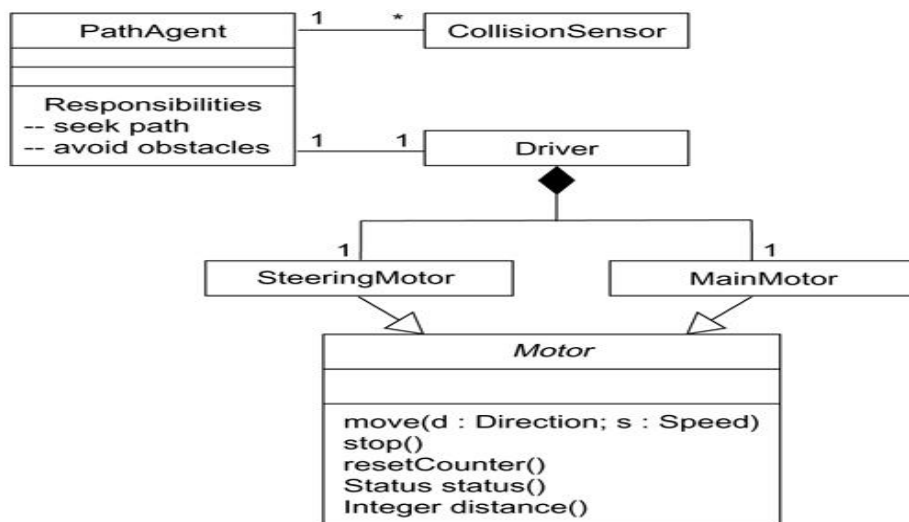 PathAgent
1
*
CollisionSensor
Responsibilities
-- seek path
-- avoid obstacles
1
1
Driver
1
1
SteeringMotor
MainMotor
Motor
move(d : Direction; s : Speed)
stop()
resetCounter()
Status status()
Integer distance()